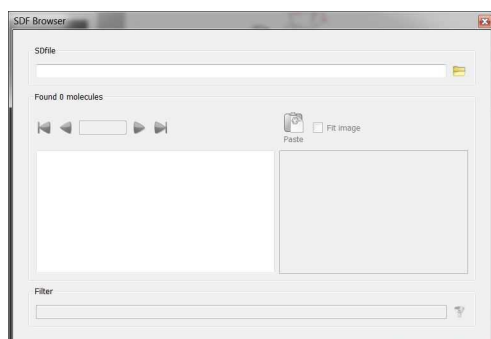 SDF Browser
SDfile
Found 0 molecules
Paste
Fit image
Filter